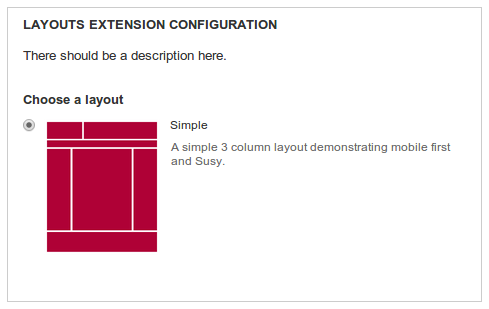 LAYOUTS EXTENSION CONFIGURATION
There should be a description here.
Choose a layout
Simple
A simple 3 column layout demonstrating mobile first
and Susy.